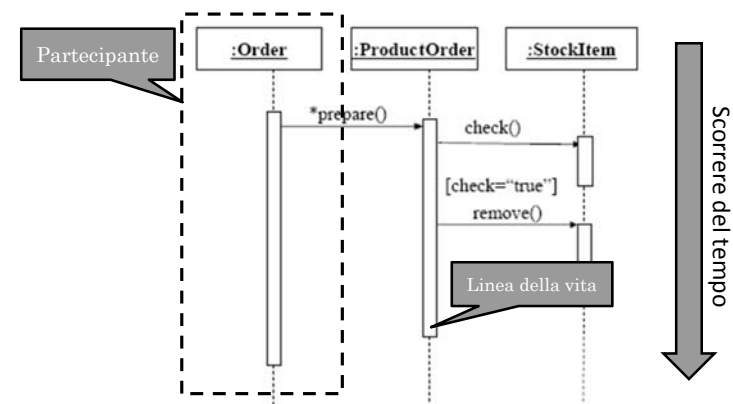 Partecipante
:Order
:ProductOrder
:StockItem
*prepare()
check()
[check=“true”]
remove()
Linea della vita
Scorrere del tempo